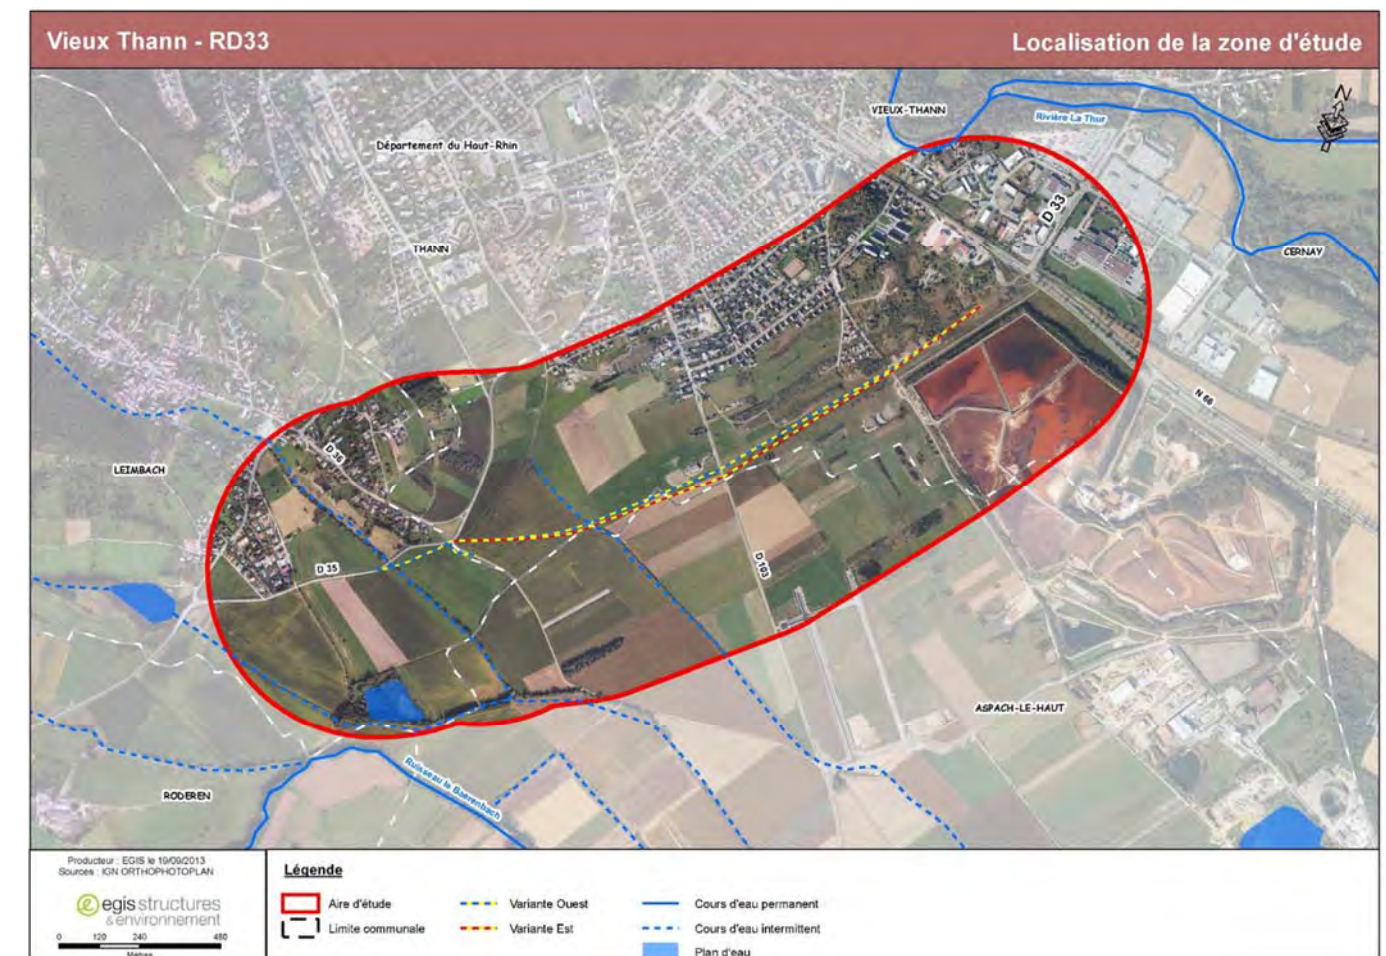 Vieux Thann - RD33
Localisation de la zone d'étude
N
VIEUX-THANN
Rivière La Thur
Département du Haut-Rhin
D 33
THANN
CERNAY
N 66
D 36
LEIMBACH
D 35
D 103
ASPACH-LE-HAUT
Ruisseau le Baerenbach
RODEREN
Producteur : EGIS le 19/09/2013
Sources : IGN ORTHOPHOTOPLAN
egis structures
& environnement
0 120 240 480
Mètres
Légende
Aire d'étude
Limite communale
Variante Ouest
Variante Est
Cours d'eau permanent
Cours d'eau intermittent
Plan d'eau